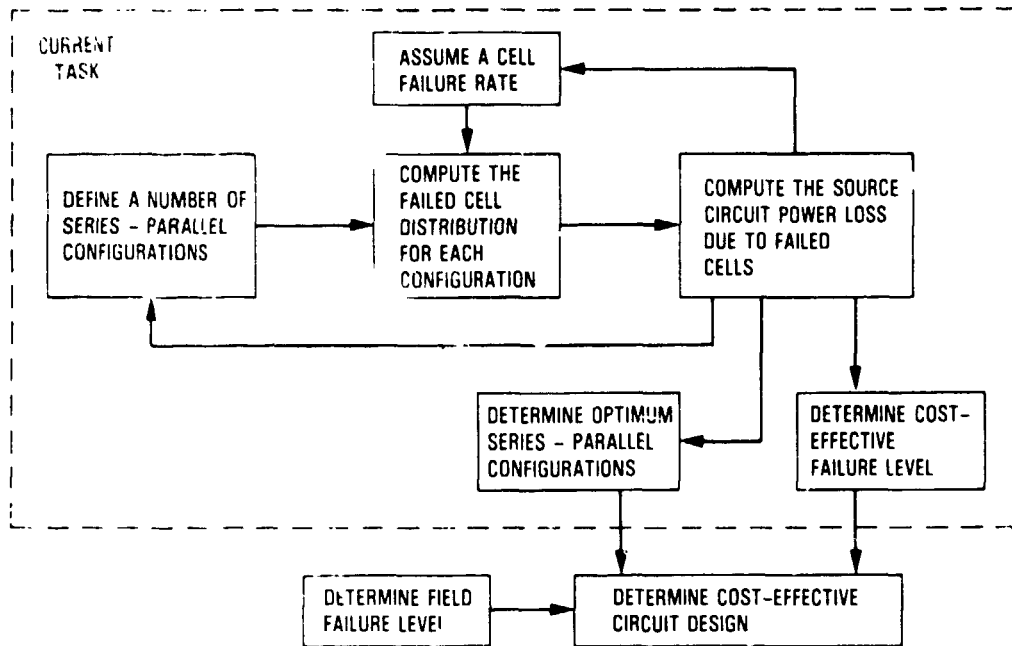 CURRENT
TASK
ASSUME A CELL
FAILURE RATE
DEFINE A NUMBER OF
SERIES – PARALLEL
CONFIGURATIONS
COMPUTE THE
FAILED CELL
DISTRIBUTION
FOR EACH
CONFIGURATION
COMPUTE THE SOURCE
CIRCUIT POWER LOSS
DUE TO FAILED
CELLS
DETERMINE OPTIMUM
SERIES – PARALLEL
CONFIGURATIONS
DETERMINE COST-
EFFECTIVE
FAILURE LEVEL
DETERMINE FIELD
FAILURE LEVEL
DETERMINE COST-EFFECTIVE
CIRCUIT DESIGN